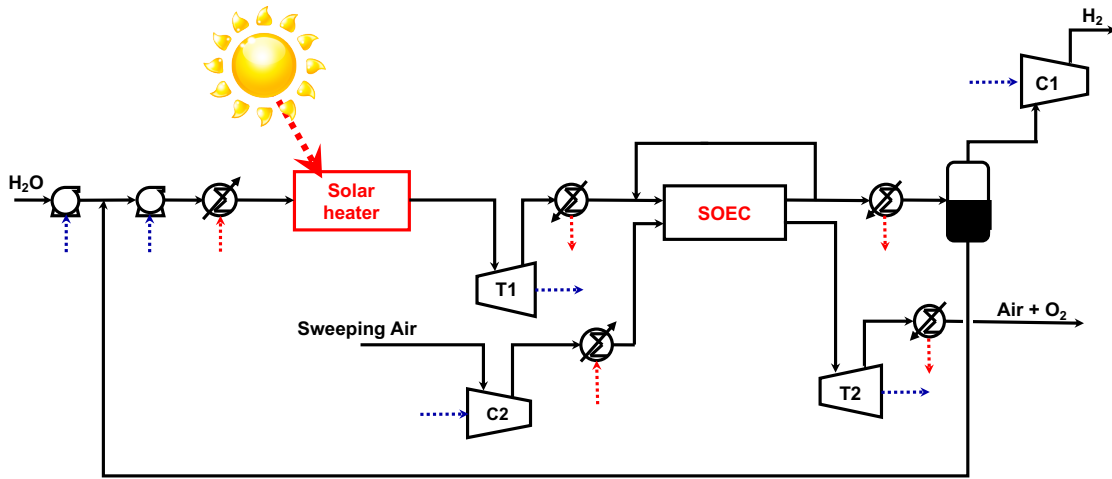 H₂
C1
H₂O
Solar
heater
SOEC
T1
Sweeping Air
Air + O₂
C2
T2